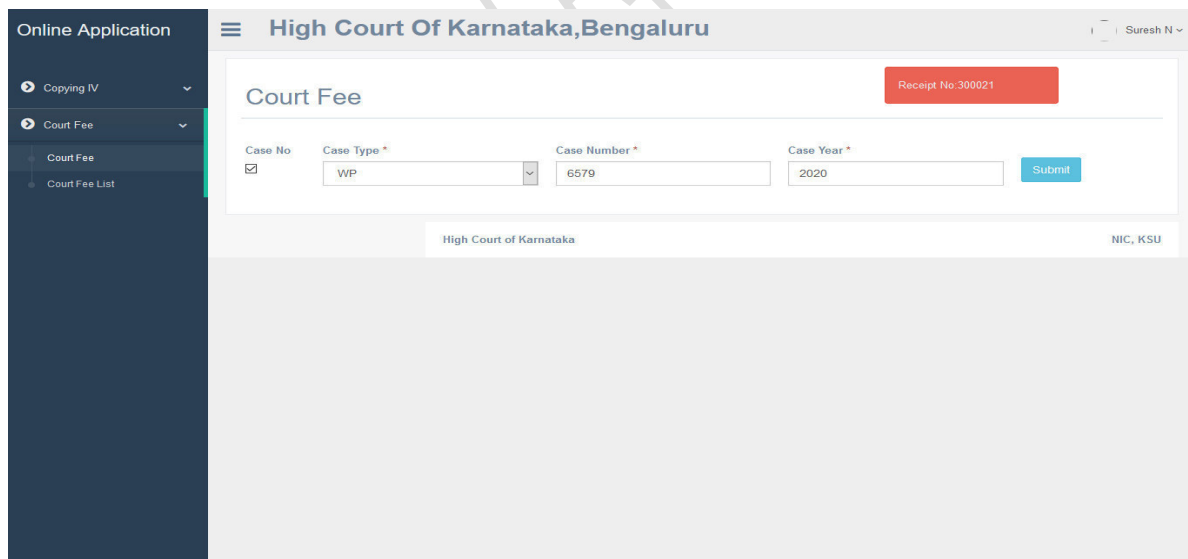 Online Application
High Court Of Karnataka,Bengaluru
Suresh N
Copying IV
Court Fee
Court Fee
Court Fee List
Court Fee
Receipt No:300021
Case No
Case Type *
Case Number *
Case Year *
WP
6579
2020
Submit
High Court of Karnataka
NIC, KSU